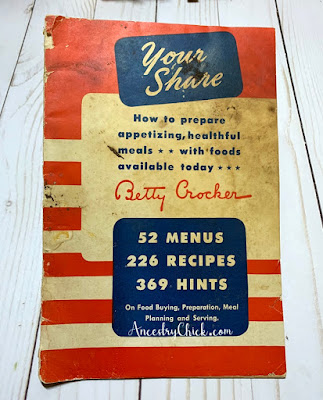 Your
Share
How to prepare
appetizing, healthful
meals ★★ with foods
available today ★★★
Betty Crocker
52 MENUS
226 RECIPES
369 HINTS
On Food Buying, Preparation, Meal
Planning and Serving.
AncestryChick.com